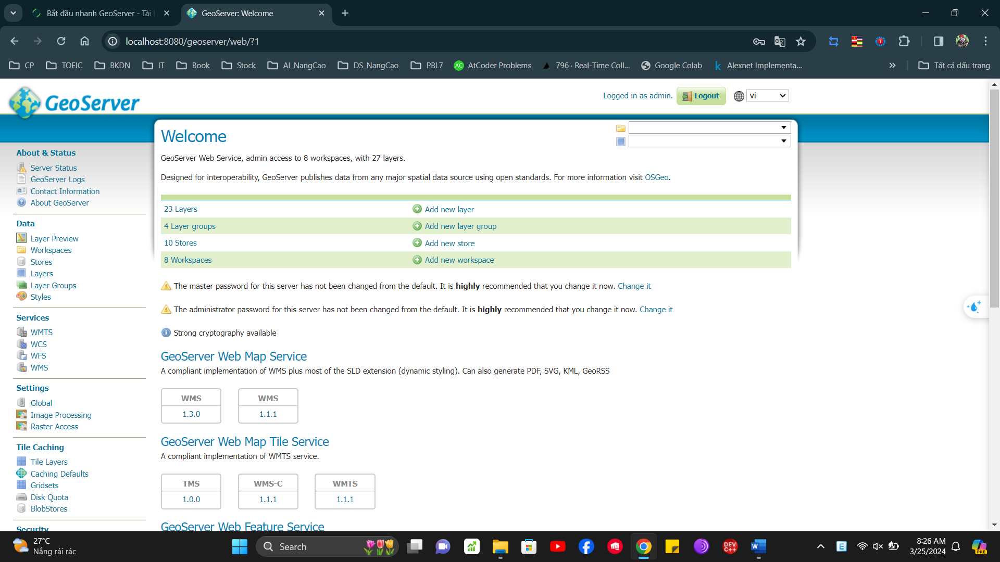 Bắt đầu nhanh GeoServer - Tài l
GeoServer: Welcome
localhost:8080/geoserver/web/?1
CP
TOEIC
BKDN
IT
Book
Stock
AI_NangCao
DS_NangCao
PBL7
AC AtCoder Problems
796 · Real-Time Coll...
Google Colab
k Alexnet Implementa...
Tất cả dấu trang
GeoServer
Logged in as admin.
Logout
vi
Welcome
GeoServer Web Service, admin access to 8 workspaces, with 27 layers.
Designed for interoperability, GeoServer publishes data from any major spatial data source using open standards. For more information visit OSGeo.
23 Layers
Add new layer
4 Layer groups
Add new layer group
10 Stores
Add new store
8 Workspaces
Add new workspace
The master password for this server has not been changed from the default. It is highly recommended that you change it now. Change it
The administrator password for this server has not been changed from the default. It is highly recommended that you change it now. Change it
Strong cryptography available
GeoServer Web Map Service
A compliant implementation of WMS plus most of the SLD extension (dynamic styling). Can also generate PDF, SVG, KML, GeoRSS
WMS
1.3.0
WMS
1.1.1
GeoServer Web Map Tile Service
A compliant implementation of WMTS service.
TMS
1.0.0
WMS-C
1.1.1
WMTS
1.1.1
GeoServer Web Feature Service
About & Status
Server Status
GeoServer Logs
Contact Information
About GeoServer
Data
Layer Preview
Workspaces
Stores
Layers
Layer Groups
Styles
Services
WMTS
WCS
WFS
WMS
Settings
Global
Image Processing
Raster Access
Tile Caching
Tile Layers
Caching Defaults
Gridsets
Disk Quota
BlobStores
Security
27°C
Nắng rải rác
Search
DEV
C++
W
E
8:26 AM
3/25/2024
PRE